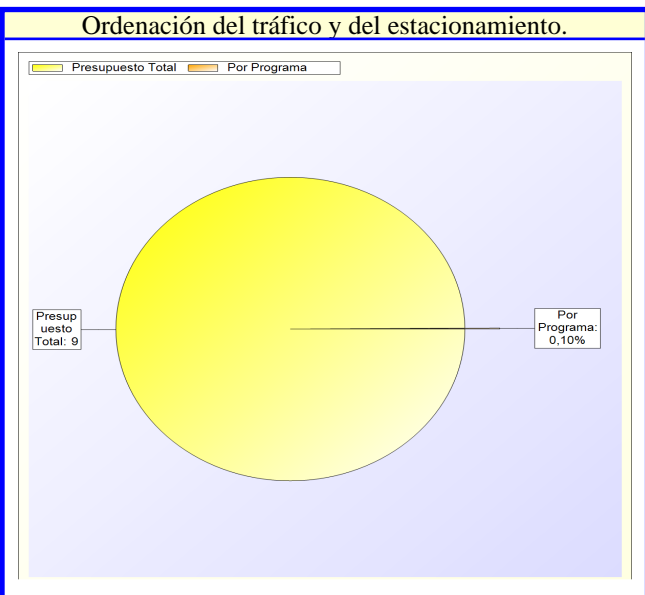 Ordenación del tráfico y del estacionamiento.
Presupuesto Total Por Programa
Presup
uesto
Total: 9
Por
Programa:
0,10%